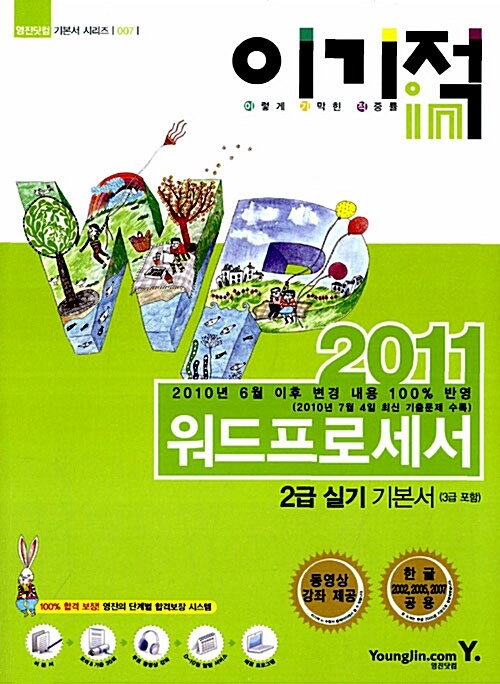 영진닷컴 기본서 시리즈 | 007 |
이기적 in
이렇게 기막힌 적중률
WP
2011
2010년 6월 이후 변경 내용 100% 반영
(2010년 7월 4일 최신 기출문제 수록)
워드프로세서
2급 실기 기본서 (3급 포함)
동영상
강좌 제공
한글
2002, 2005, 2007
공용
100% 합격 보장! 영진의 단계별 합격보장 시스템
YoungJin.com Y.
영진닷컴